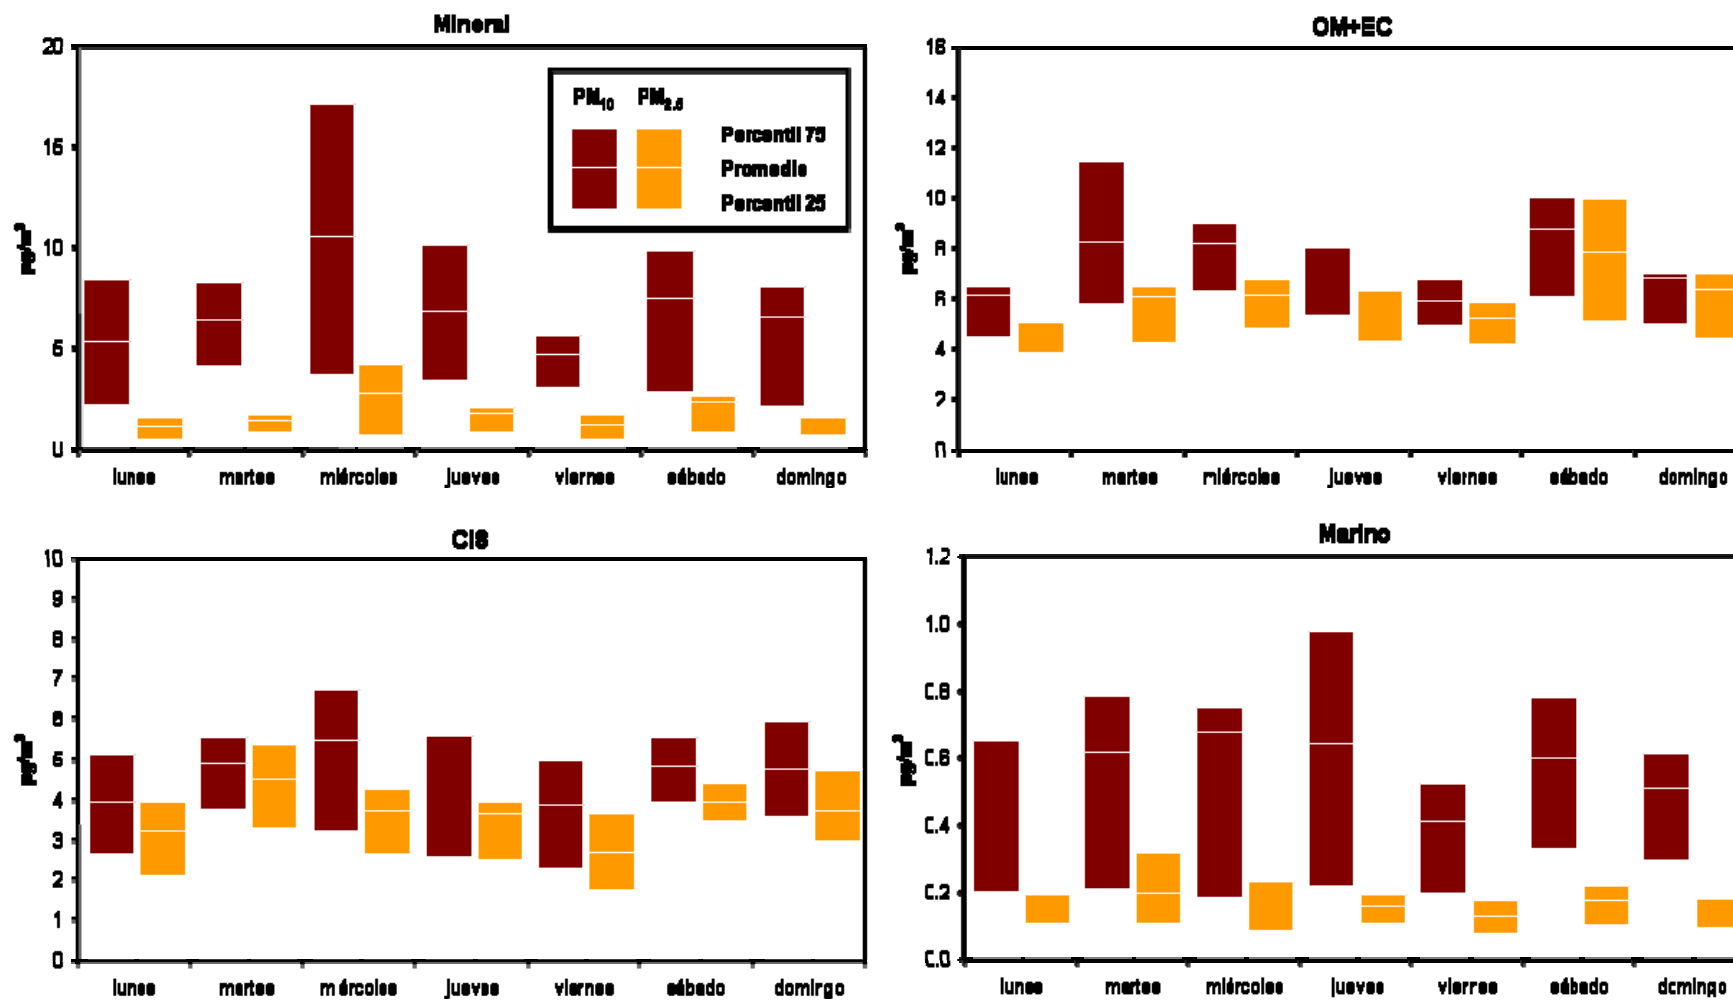 Mineral
20
15
10
5
0
µg/m³
PM10 PM2.5
Percentil 75
Promedio
Percentil 25
lunes martes miércoles jueves viernes sábado domingo
OM+EC
16
14
12
10
8
6
4
2
0
µg/m³
lunes martes miércoles jueves viernes sábado domingo
CIS
10
9
8
7
6
5
4
3
2
1
0
µg/m³
lunes martes miércoles jueves viernes sábado domingo
Marino
1.2
1.0
0.8
0.6
0.4
0.2
0.0
µg/m³
lunes martes miércoles jueves viernes sábado domingo